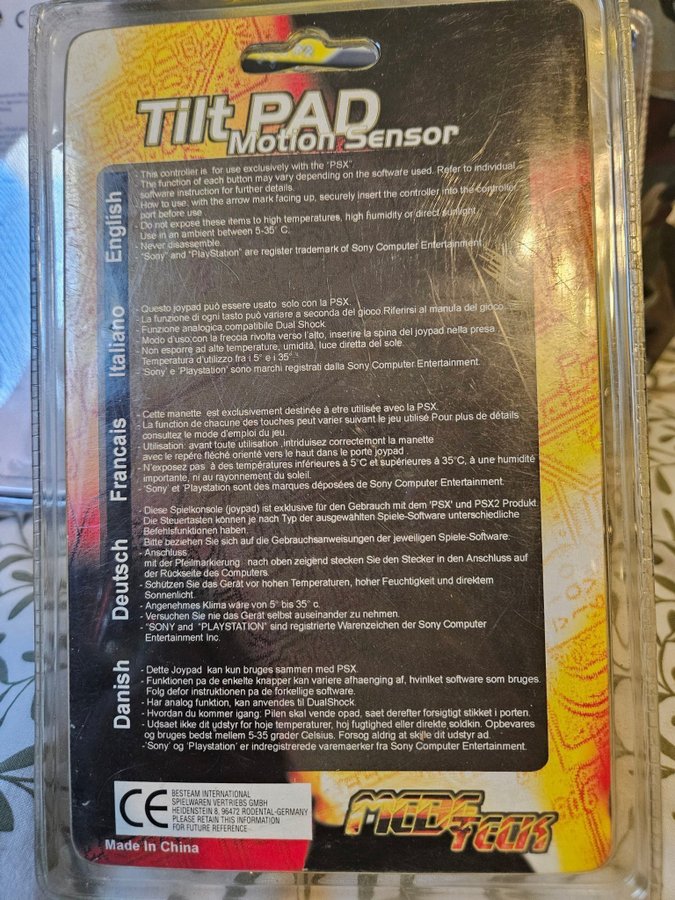 Tilt PAD
Motion Sensor
English
- This controller is for use exclusively with the "PSX".
- The function of each button may vary depending on the software used. Refer to individual
software instruction for further details.
- How to use, with the arrow mark facing up, securely insert the controller into the controller
port before use
- Do not expose these items to high temperatures, high humidity or direct sunlight.
Use in an ambient between 5-35° C.
- Never disassemble.
- "Sony" and "PlayStation" are register trademark of Sony Computer Entertainment.
Italiano
- Questo joypad può essere usato solo con la PSX.
- La funzione di ogni tasto può variare a seconda del gioco.Riferirsi al manufa del gioco
- Funzione analogica,compatibile Dual Shock.
- Modo d'uso,con la freccia rivolta verso l'alto, inserire la spina del joypad nella presa
- Non esporre ad alte temperature, umidità, luce diretta del sole.
Temperatura d'utilizzo fra i 5° e i 35°.
- 'Sony' e 'Playstation' sono marchi registrati dalla Sony Computer Entertainment.
Francais
- Cette manette est exclusivement destinée à etre utilisée avec la PSX.
- La function de chacune des touches peut varier suivant le jeu utilisé.Pour plus de détails
consultez le mode d'emploi du jeu.
- Utilisation: avant toute utilisation ,intriduisez correctemont la manette
avec le repére fléché orienté vers le haut dans le porte joypad
- N'exposez pas à des températures inférieures à 5°C et supérieures à 35°C, à une humidité
importante, ni au rayonnement du soleil.
- 'Sony' et 'Playstation sont des marques déposées de Sony Computer Entertainment.
Deutsch
- Diese Spielkonsole (joypad) ist exklusive für den Gebrauch mit dem 'PSX' und PSX2 Produkt.
Die Steuertasten können je nach Typ der ausgewählten Spiele-Software unterschiedliche
Befehlsfunktionen haben.
Bitte beziehen Sie sich auf die Gebrauchsanweisungen der jeweiligen Spiele-Software.
- Anschluss.
mit der Pfeilmarkierung nach oben zeigend stecken Sie den Stecker in den Anschluss auf
der Rückseite des Computers.
- Schützen Sie das Gerät vor hohen Temperaturen, hoher Feuchtigkeit und direktem
Sonnenlicht.
- Angenehmes Klima wäre von 5° bis 35° c.
- Versuchen Sie nie das Gerät selbst auseinander zu nehmen.
- "SONY and "PLAYSTATION" sind registrierte Warenzeichen der Sony Computer
Entertainment Inc.
Danish
- Dette Joypad kan kun bruges sammen med PSX.
- Funktionen pa de enkelte knapper kan variere afhaening af, hvinlket software som bruges.
Folg defor instruktionen pa de forkellige software.
- Har analog funktion, kan anvendes til DualShock.
- Hvordan du kommer igang: Pilen skal vende opad, saet derefter forsigtigt stikket i porten.
- Udsaet ikke dit udstyr for hoje temperaturer, hoj fugtighed eller direkte soldkin. Opbevares
og bruges bedst mellem 5-35 grader Celsius. Forsog aldrig at skille dit udstyr ad.
- 'Sony' og 'Playstation' er indregistrerede varemaerker fra Sony Computer Entertainment.
CE
BESTEAM INTERNATIONAL
SPIELWAREN VERTRIEBS GMBH
HEIDENSTEIN 8, 96472 RODENTAL-GERMANY
PLEASE RETAIN THIS INFORMATION
FOR FUTURE REFERENCE
Made In China
MCDE
TECK